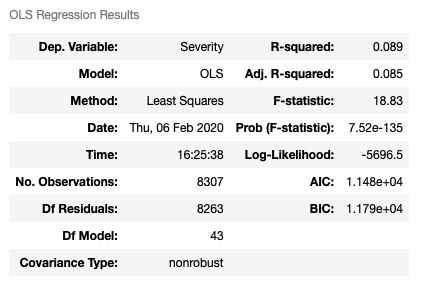 OLS Regression Results
Dep. Variable: Severity R-squared: 0.089
Model: OLS Adj. R-squared: 0.085
Method: Least Squares F-statistic: 18.83
Date: Thu, 06 Feb 2020 Prob (F-statistic): 7.52e-135
Time: 16:25:38 Log-Likelihood: -5696.5
No. Observations: 8307 AIC: 1.148e+04
Df Residuals: 8263 BIC: 1.179e+04
Df Model: 43
Covariance Type: nonrobust